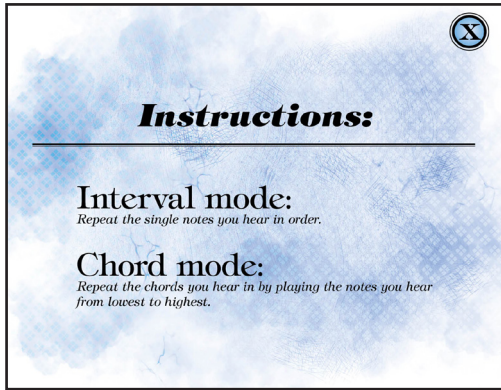 X
Instructions:
Interval mode:
Repeat the single notes you hear in order.
Chord mode:
Repeat the chords you hear in by playing the notes you hear
from lowest to highest.